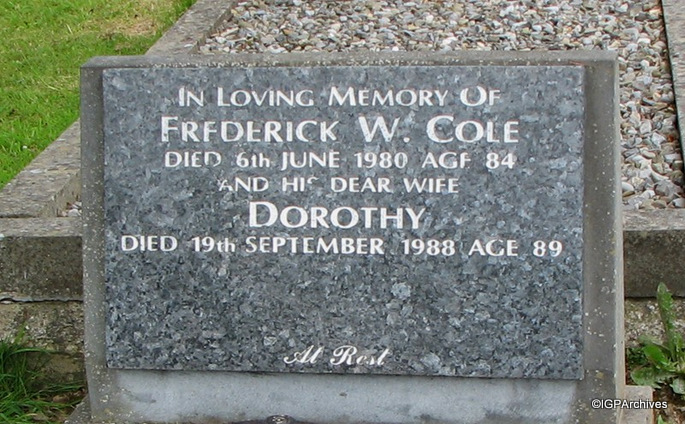 In Loving Memory Of
Frederick W. Cole
DIED 6th JUNE 1980 AGE 84
AND HIS DEAR WIFE
Dorothy
DIED 19th SEPTEMBER 1988 AGE 89
At Rest
©IGPArchives